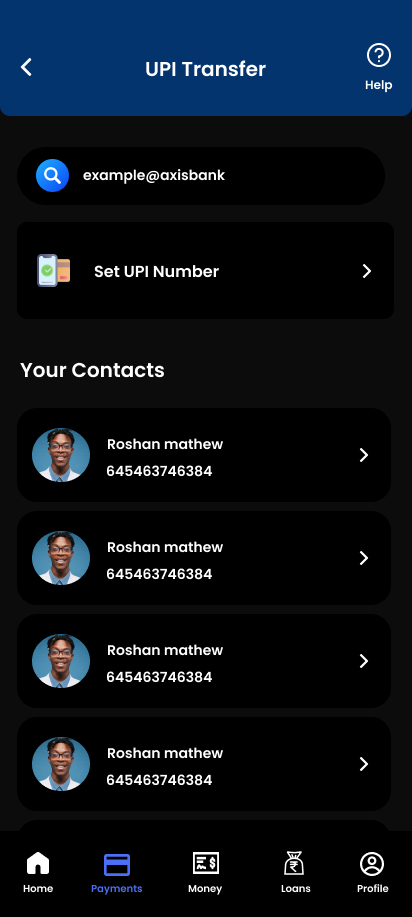 UPI Transfer
Help
example@axisbank
Set UPI Number
Your Contacts
Roshan mathew
645463746384
Roshan mathew
645463746384
Roshan mathew
645463746384
Roshan mathew
645463746384
Home Payments Money Loans Profile